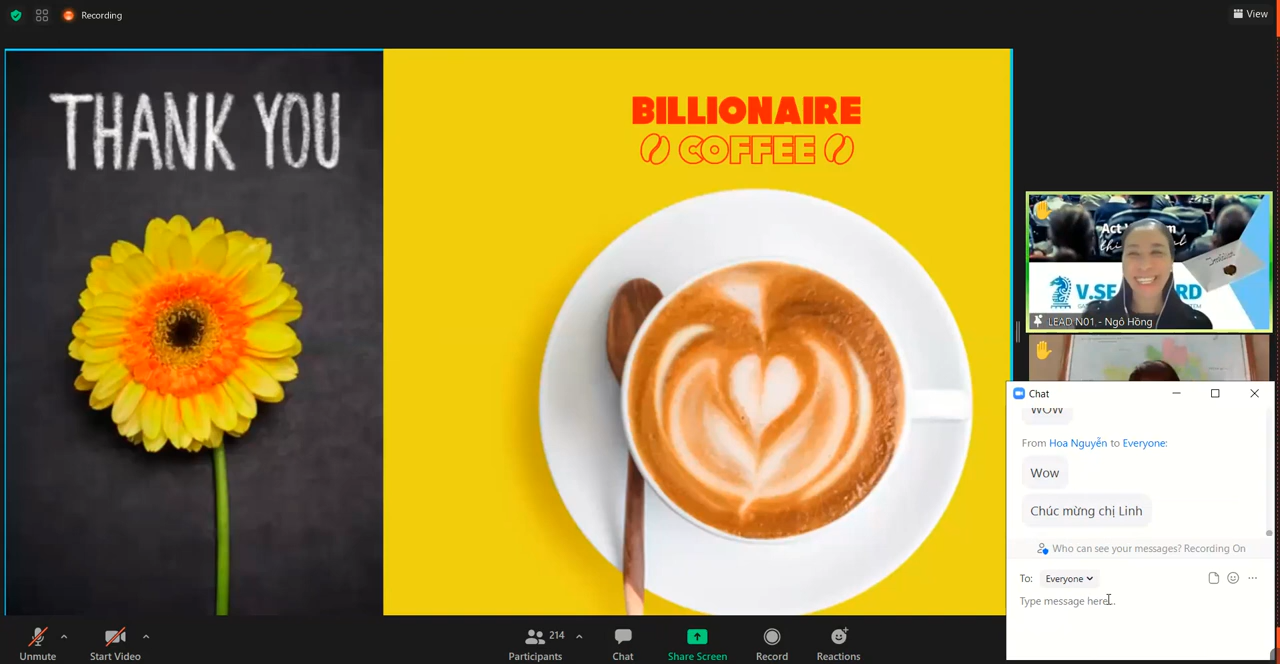 Recording
View
THANK YOU
BILLIONAIRE
COFFEE
LEAD N01. - Ngô Hồng
Chat
WOW
From Hoa Nguyễn to Everyone:
Wow
Chúc mừng chị Linh
Who can see your messages? Recording On
To: Everyone
Type message here...
Unmute
Start Video
214
Participants
Chat
Share Screen
Record
Reactions